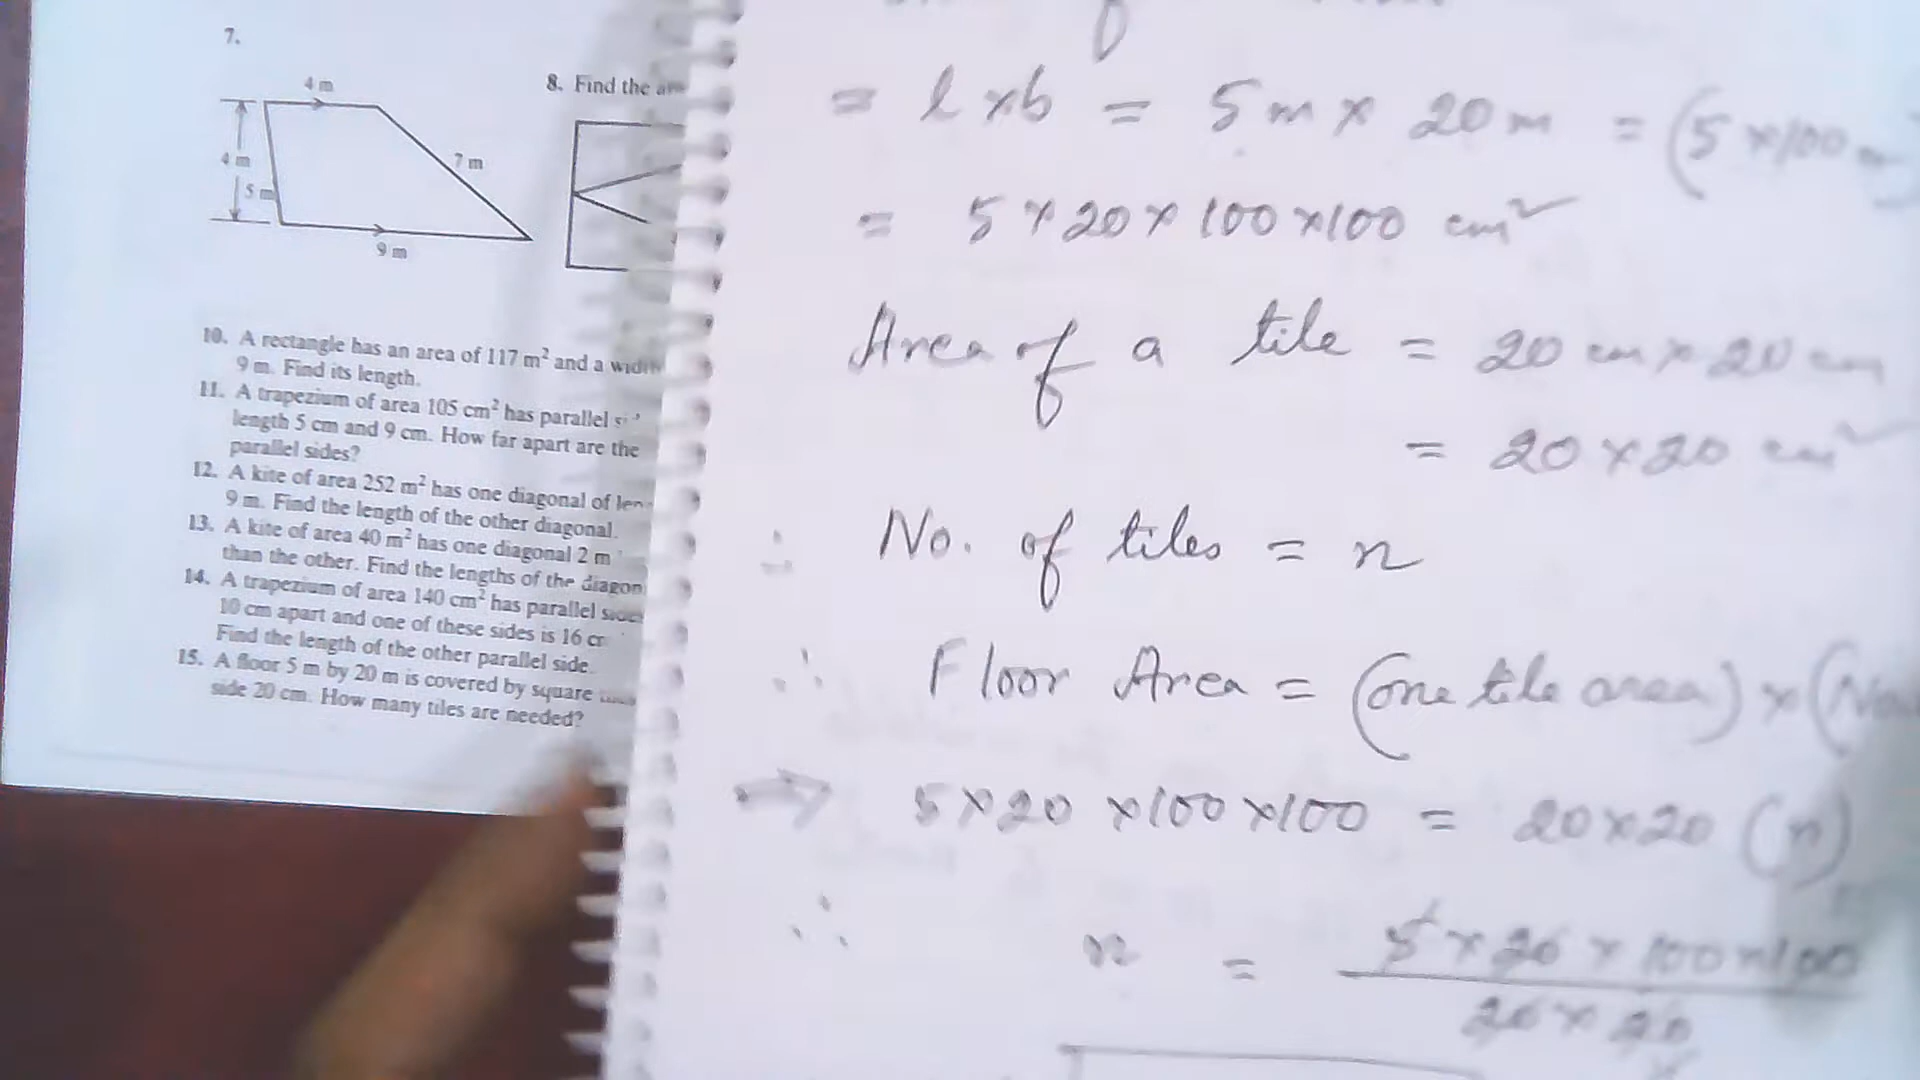 7.
4 m
4 m
5 m
7 m
9 m
8. Find the
10. A rectangle has an area of 117 m² and a width
9 m. Find its length.
11. A trapezium of area 105 cm² has parallel
length 5 cm and 9 cm. How far apart are the
parallel sides?
12. A kite of area 252 m² has one diagonal of
9 m. Find the length of the other diagonal.
13. A kite of area 40 m² has one diagonal 2 m
than the other. Find the lengths of the
14. A trapezium of area 140 cm² has parallel
10 cm apart and one of these sides is 16
Find the length of the other parallel side.
15. A floor 5 m by 20 m is covered by square
side 20 cm. How many tiles are needed?
= l × b = 5 m × 20 m = (5 × 100
= 5 × 20 × 100 × 100 cm²
Area of a tile = 20 cm × 20 cm
= 20 × 20 cm²
∴ No. of tiles = n
∴ Floor Area = (one tile area) × (No.
⇒ 5 × 20 × 100 × 100 = 20 × 20 (n)
∴ n = 5 × 20 × 100 × 100
20 × 20